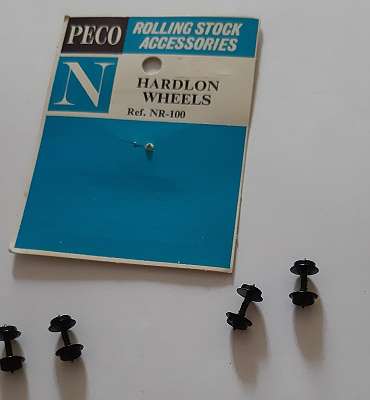 PECO
ROLLING STOCK
ACCESSORIES
N
HARDLON
WHEELS
Ref. NR-100